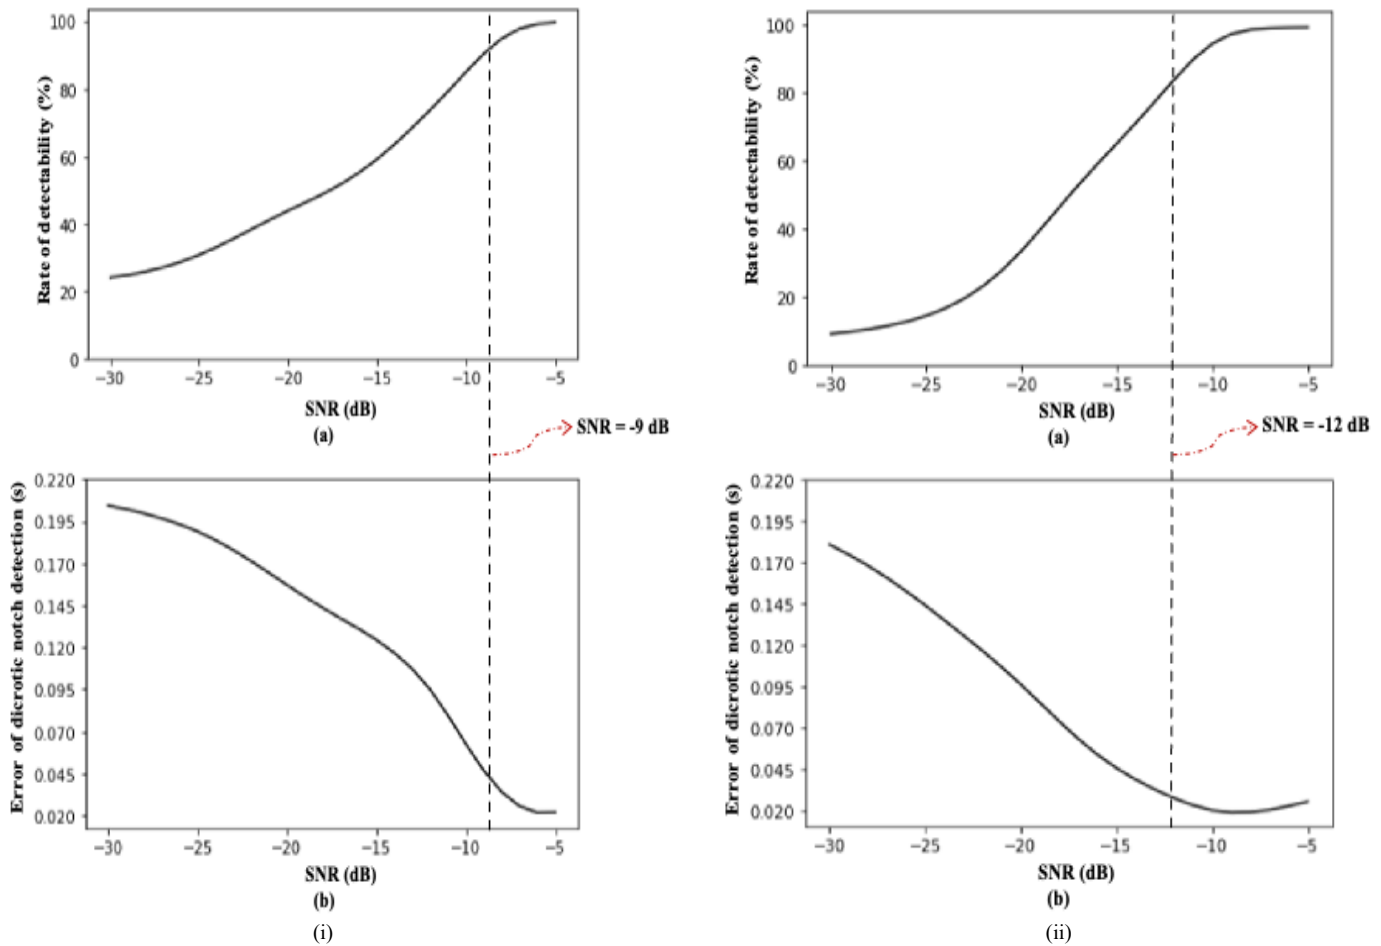 Rate of detectability (%)
100
80
60
40
20
0
−30 −25 −20 −15 −10 −5
SNR (dB)
(a)
SNR = -9 dB
Error of dicrotic notch detection (s)
0.220
0.195
0.170
0.145
0.120
0.095
0.070
0.045
0.020
−30 −25 −20 −15 −10 −5
SNR (dB)
(b)
(i)
Rate of detectability (%)
100
80
60
40
20
0
−30 −25 −20 −15 −10 −5
SNR (dB)
(a)
SNR = -12 dB
Error of dicrotic notch detection (s)
0.220
0.195
0.170
0.145
0.120
0.095
0.070
0.045
0.020
−30 −25 −20 −15 −10 −5
SNR (dB)
(b)
(ii)